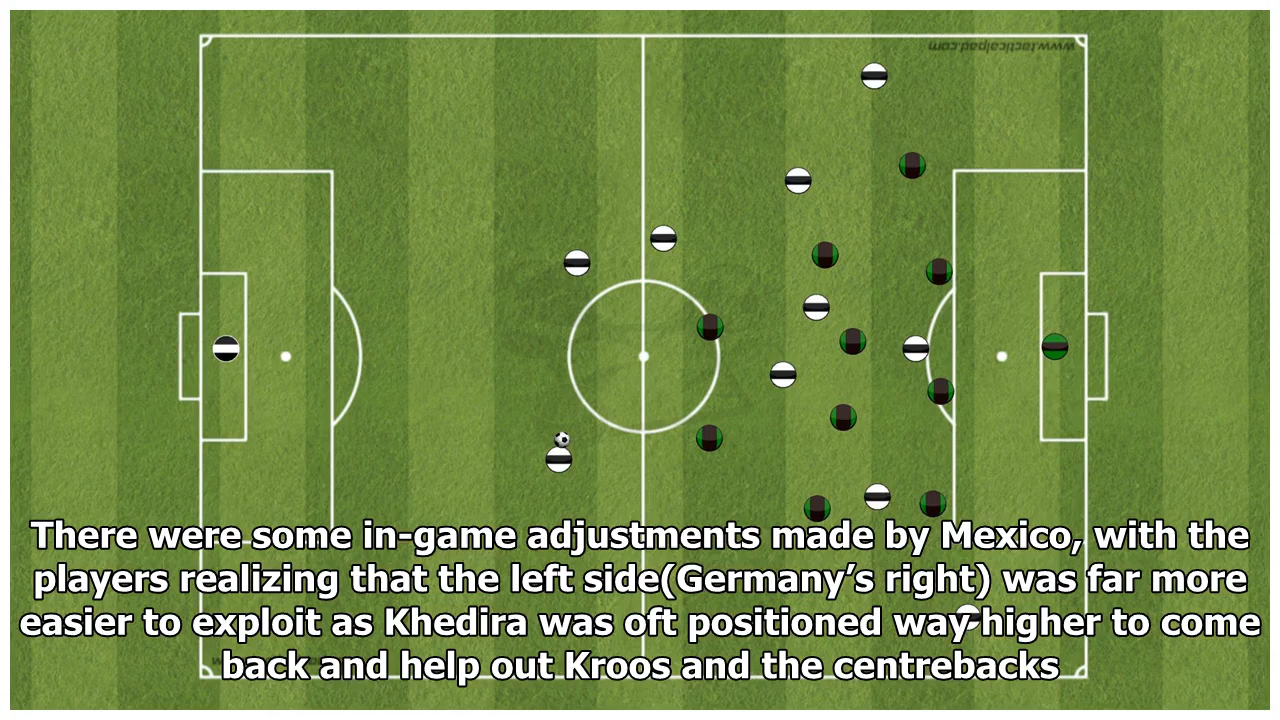 www.tacticalpad.com
There were some in-game adjustments made by Mexico, with the
players realizing that the left side(Germany’s right) was far more
easier to exploit as Khedira was oft positioned way higher to come
back and help out Kroos and the centrebacks